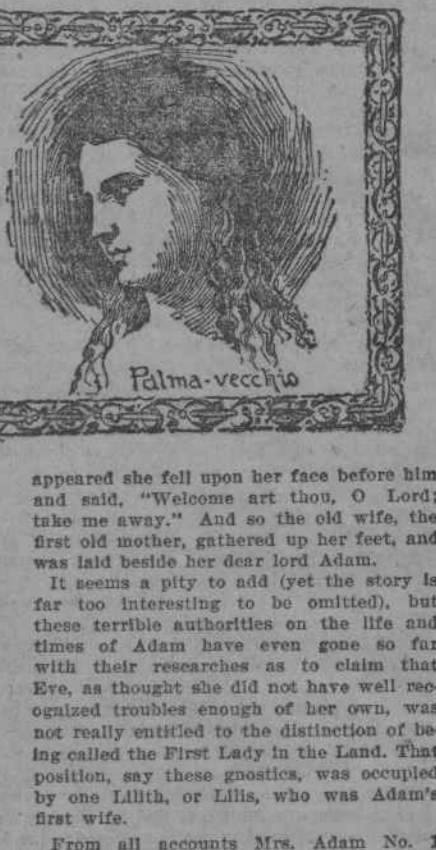 Palma-vecchio
appeared she fell upon her face before him
and said, "Welcome art thou, O Lord;
take me away." And so the old wife, the
first old mother, gathered up her feet, and
was laid beside her dear lord Adam.
It seems a pity to add (yet the story is
far too interesting to be omitted), but
these terrible authorities on the life and
times of Adam have even gone so far
with their researches as to claim that
Eve, as thought she did not have well rec-
ognized troubles enough of her own, was
not really entitled to the distinction of be-
ing called the First Lady in the Land. That
position, say these gnostics, was occupied
by one Lilith, or Lilis, who was Adam's
first wife.
From all accounts Mrs. Adam No. 1